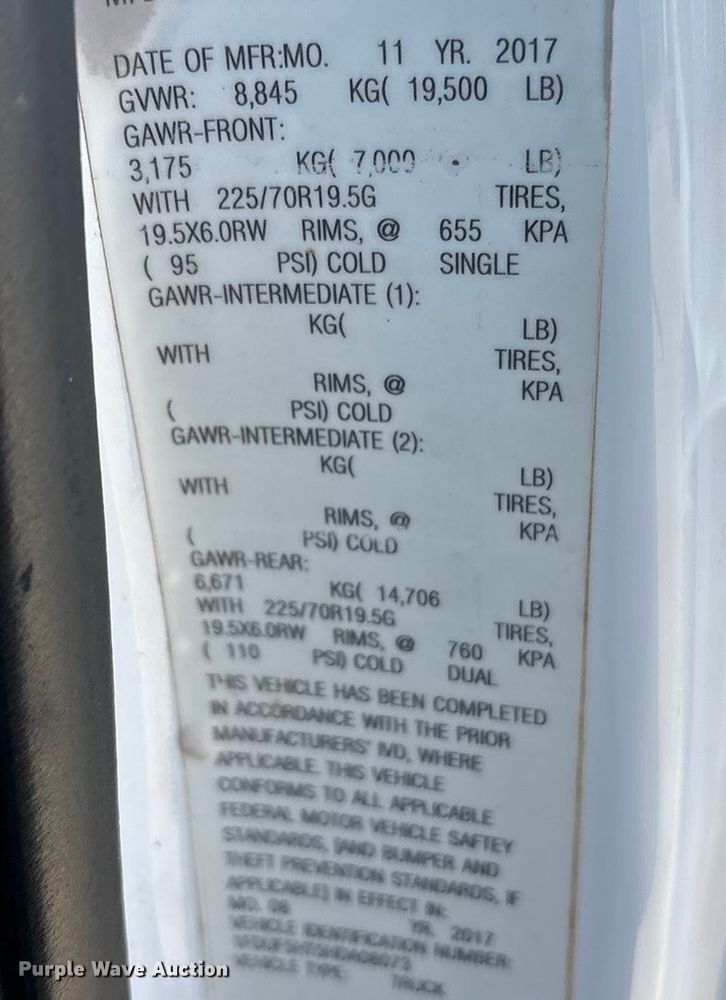 DATE OF MFR:MO. 11 YR. 2017
GVWR: 8,845 KG( 19,500 LB)
GAWR-FRONT:
3,175 KG( 7,000 LB)
WITH 225/70R19.5G TIRES,
19.5X6.0RW RIMS, @ 655 KPA
( 95 PSI) COLD SINGLE
GAWR-INTERMEDIATE (1):
KG( LB)
WITH TIRES,
RIMS, @ KPA
( PSI) COLD
GAWR-INTERMEDIATE (2):
KG( LB)
WITH TIRES,
RIMS, @ KPA
( PSI) COLD
GAWR-REAR:
6,671 KG( 14,706 LB)
WITH 225/70R19.5G TIRES,
19.5X6.0RW RIMS, @ 760 KPA
( 110 PSI) COLD DUAL
THIS VEHICLE HAS BEEN COMPLETED
IN ACCORDANCE WITH THE PRIOR
MANUFACTURERS' IVD, WHERE
APPLICABLE. THIS VEHICLE
CONFORMS TO ALL APPLICABLE
FEDERAL MOTOR VEHICLE SAFTEY
STANDARDS, [AND BUMPER AND
THEFT PREVENTION STANDARDS, IF
APPLICABLE] IN EFFECT IN:
MO. 08 YR. 2017
VEHICLE IDENTIFICATION NUMBER:
VEHICLE TYPE: TRUCK
Purple Wave Auction